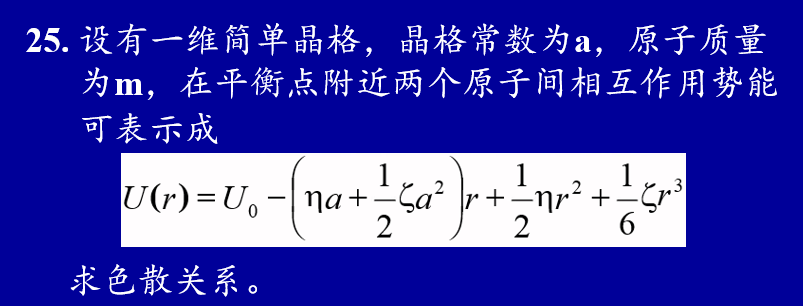 25. 设有一维简单晶格，晶格常数为a，原子质量
为m，在平衡点附近两个原子间相互作用势能
可表示成
U(r) = U₀ − (ηa + ½ζa²)r + ½ηr² + ⅙ζr³
求色散关系。